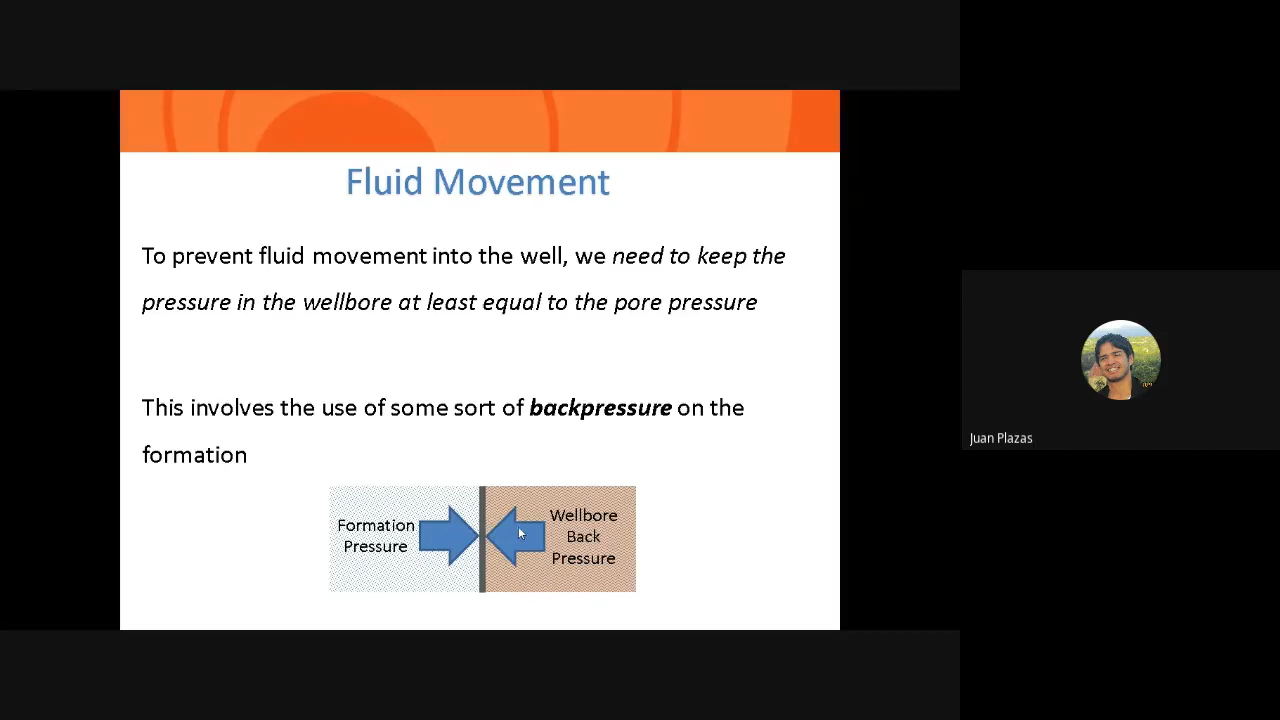 Fluid Movement
To prevent fluid movement into the well, we need to keep the
pressure in the wellbore at least equal to the pore pressure
This involves the use of some sort of backpressure on the
formation
Formation
Pressure
Wellbore
Back
Pressure
Juan Plazas